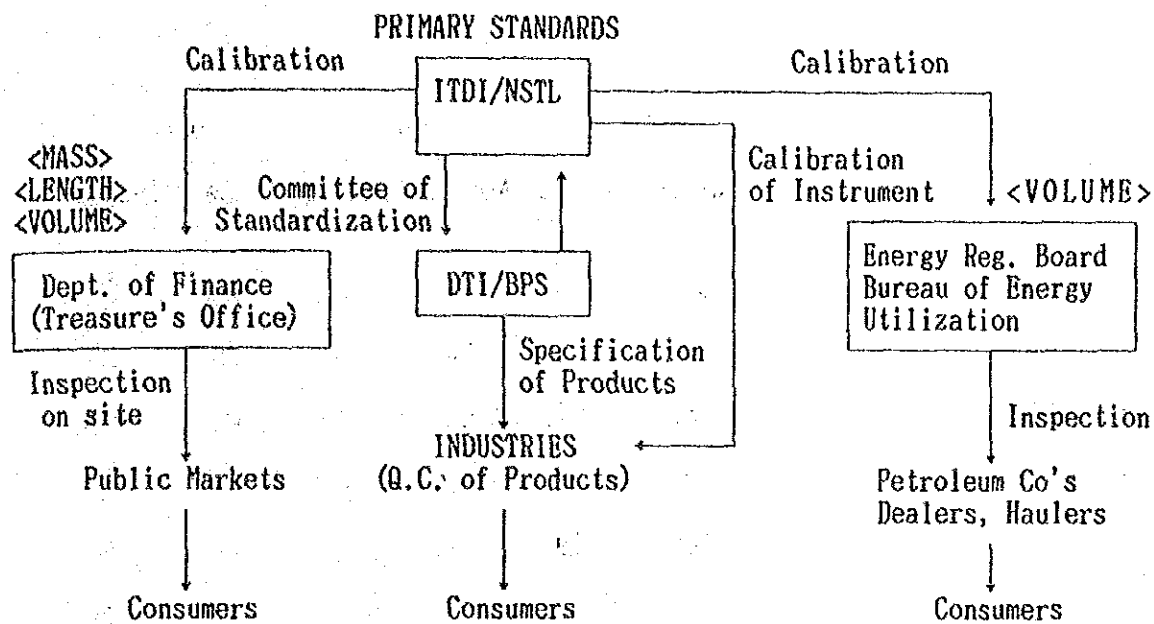 PRIMARY STANDARDS
Calibration
ITDI/NSTL
Calibration
<MASS>
<LENGTH>
<VOLUME>
Committee of
Standardization
Calibration
of Instrument
<VOLUME>
Dept. of Finance
(Treasure's Office)
DTI/BPS
Energy Reg. Board
Bureau of Energy
Utilization
Inspection
on site
Specification
of Products
Inspection
Public Markets
INDUSTRIES
(Q.C. of Products)
Petroleum Co's
Dealers, Haulers
Consumers
Consumers
Consumers